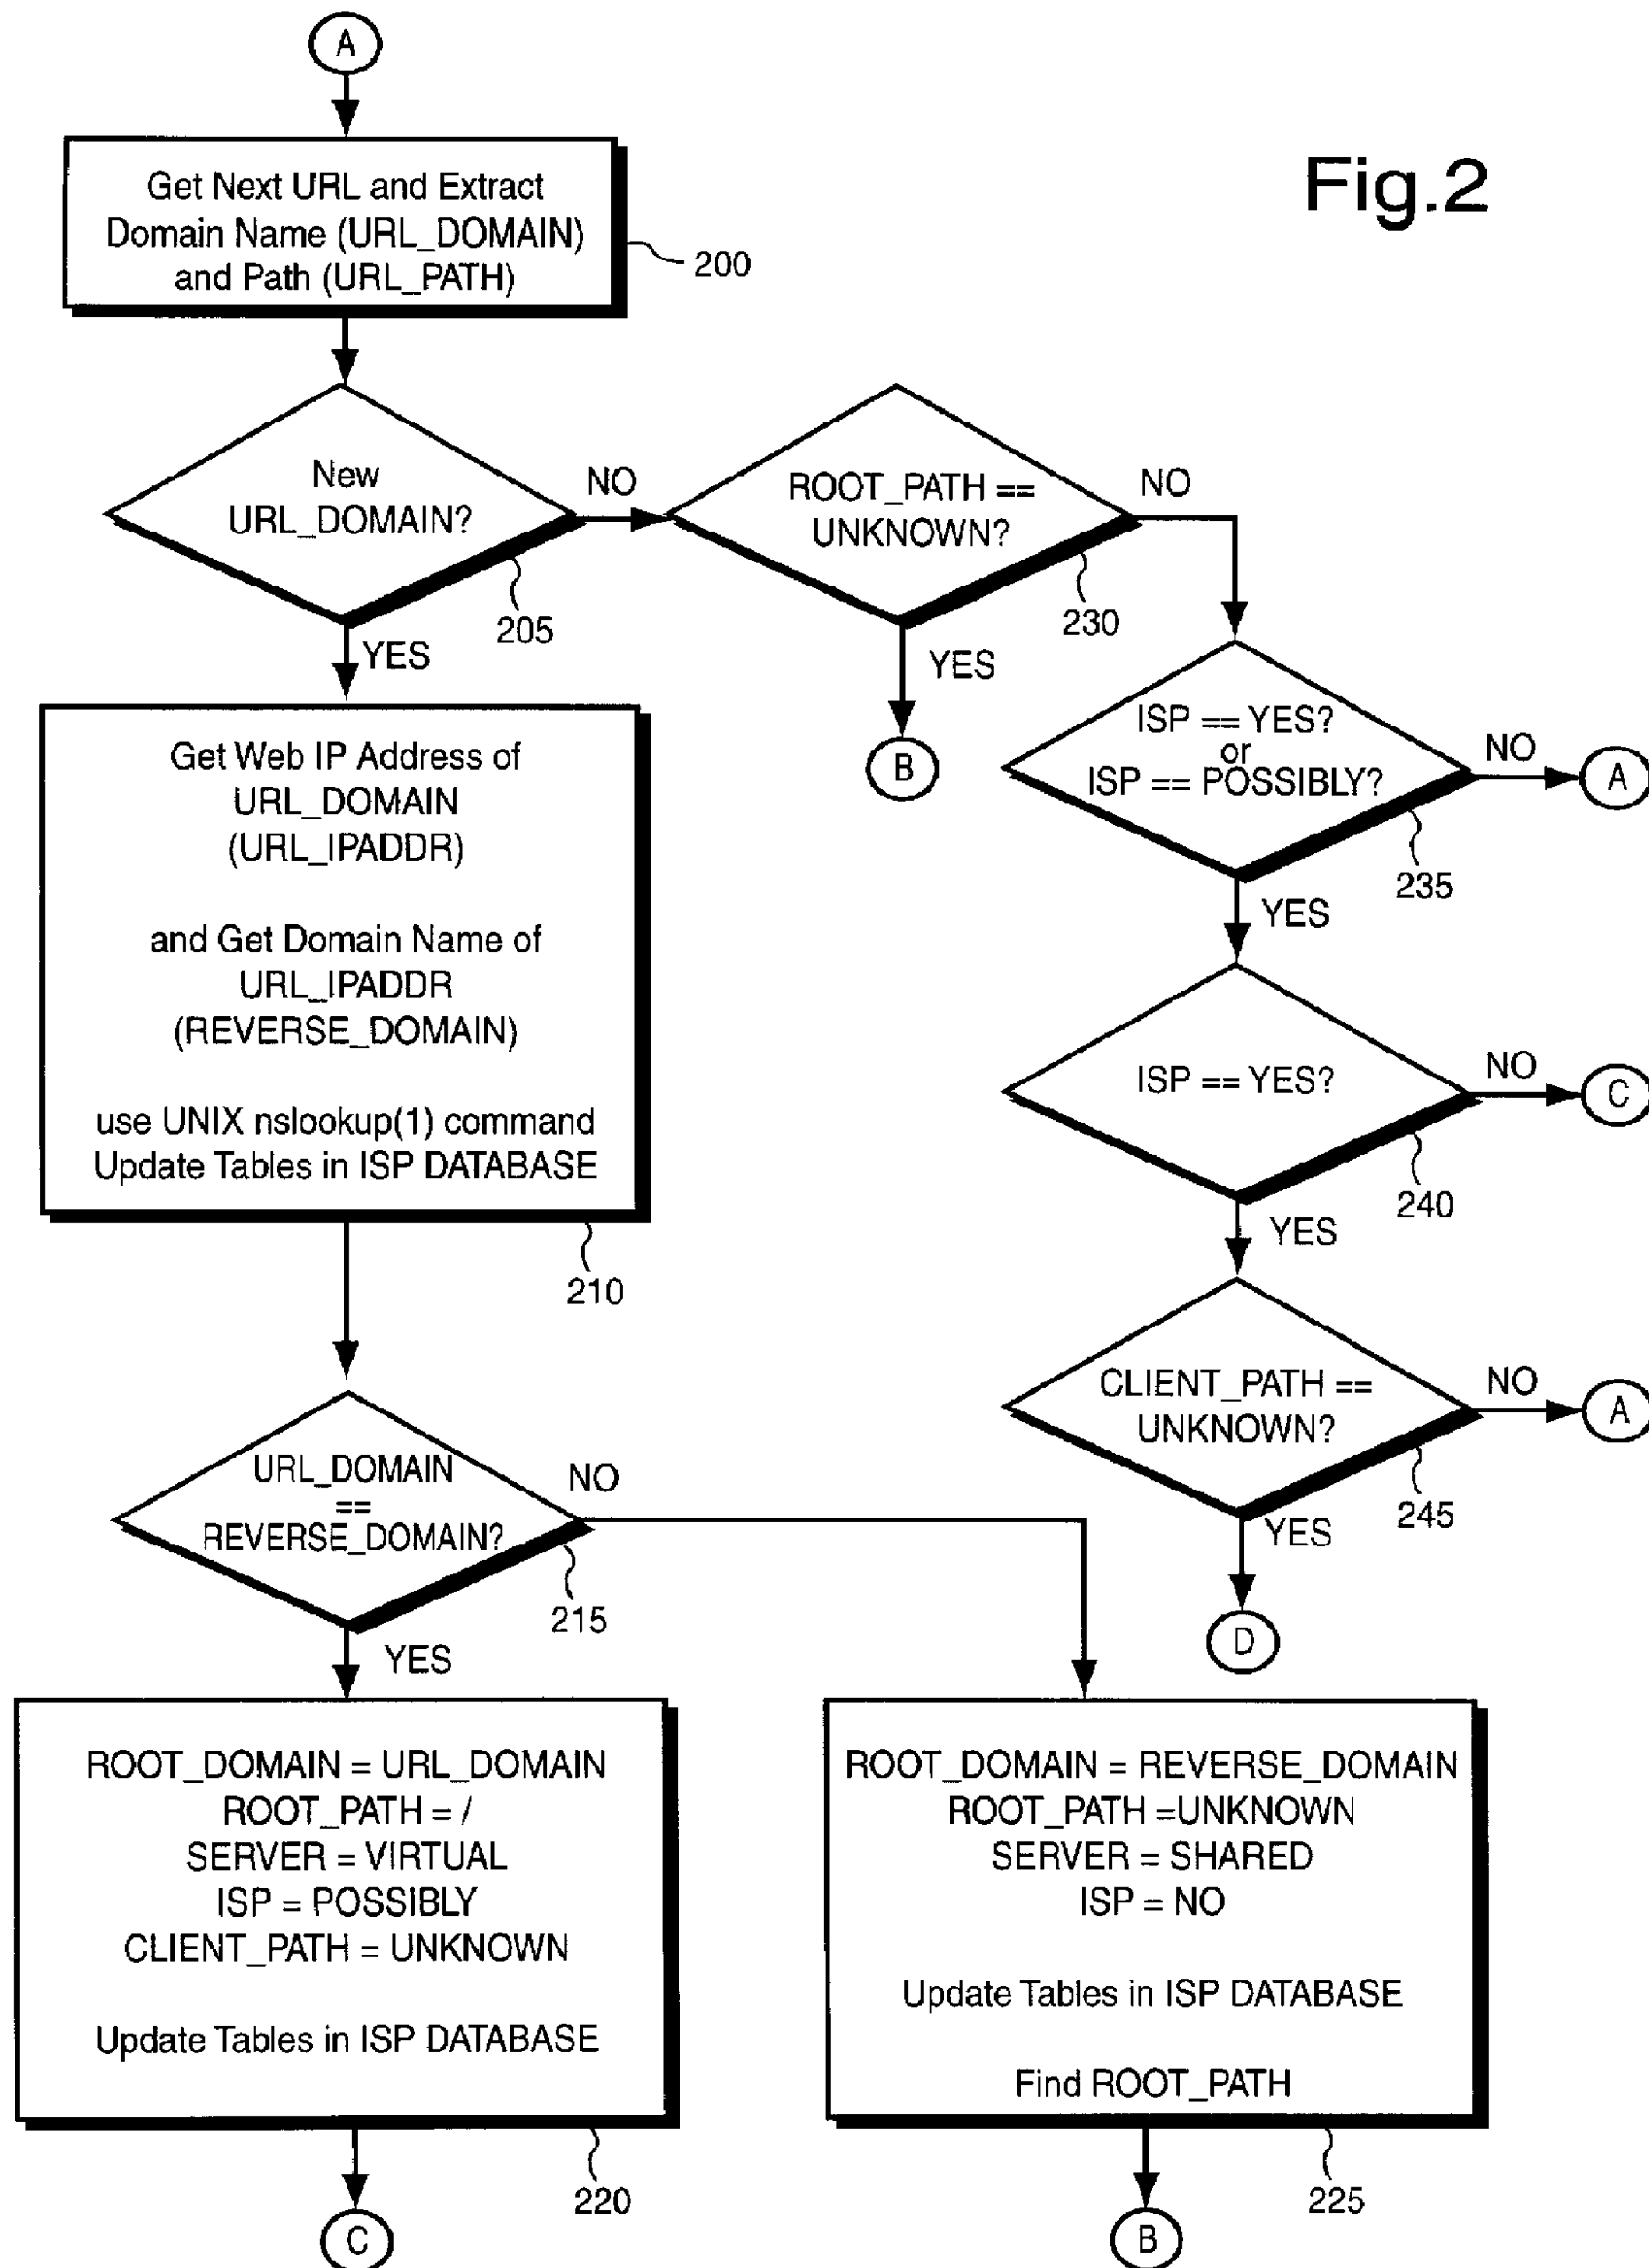 A
Fig.2
Get Next URL and Extract
Domain Name (URL_DOMAIN)
and Path (URL_PATH)
200
New
URL_DOMAIN?
NO
205
YES
ROOT_PATH ==
UNKNOWN?
NO
230
YES
B
ISP == YES?
or
ISP == POSSIBLY?
NO
A
235
YES
Get Web IP Address of
URL_DOMAIN
(URL_IPADDR)
and Get Domain Name of
URL_IPADDR
(REVERSE_DOMAIN)
use UNIX nslookup(1) command
Update Tables in ISP DATABASE
210
ISP == YES?
NO
C
240
YES
CLIENT_PATH ==
UNKNOWN?
NO
A
245
YES
D
URL_DOMAIN
==
REVERSE_DOMAIN?
NO
215
YES
ROOT_DOMAIN = URL_DOMAIN
ROOT_PATH = /
SERVER = VIRTUAL
ISP = POSSIBLY
CLIENT_PATH = UNKNOWN
Update Tables in ISP DATABASE
220
C
ROOT_DOMAIN = REVERSE_DOMAIN
ROOT_PATH =UNKNOWN
SERVER = SHARED
ISP = NO
Update Tables in ISP DATABASE
Find ROOT_PATH
225
B